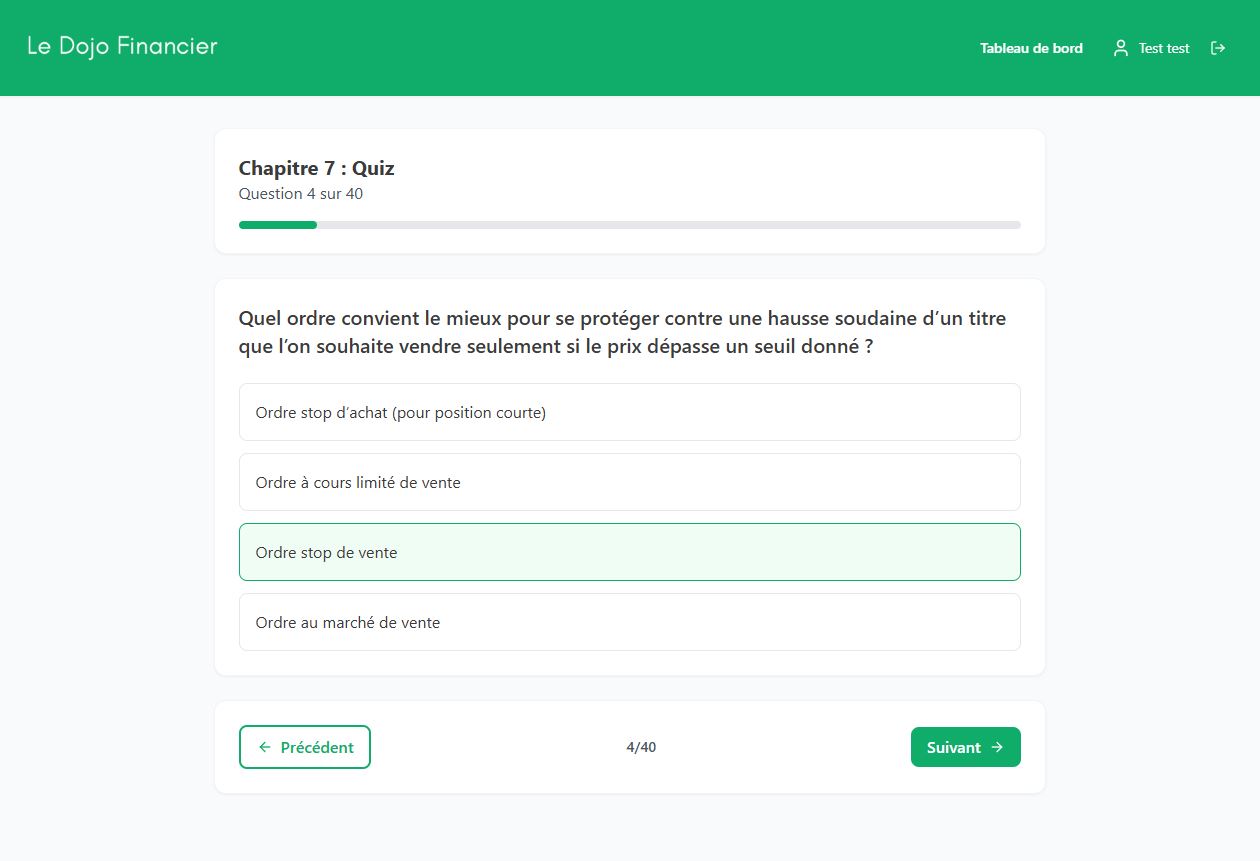 Le Dojo Financier
Tableau de bord
Test test
Chapitre 7 : Quiz
Question 4 sur 40
Quel ordre convient le mieux pour se protéger contre une hausse soudaine d’un titre
que l’on souhaite vendre seulement si le prix dépasse un seuil donné ?
Ordre stop d’achat (pour position courte)
Ordre à cours limité de vente
Ordre stop de vente
Ordre au marché de vente
← Précédent
4/40
Suivant →